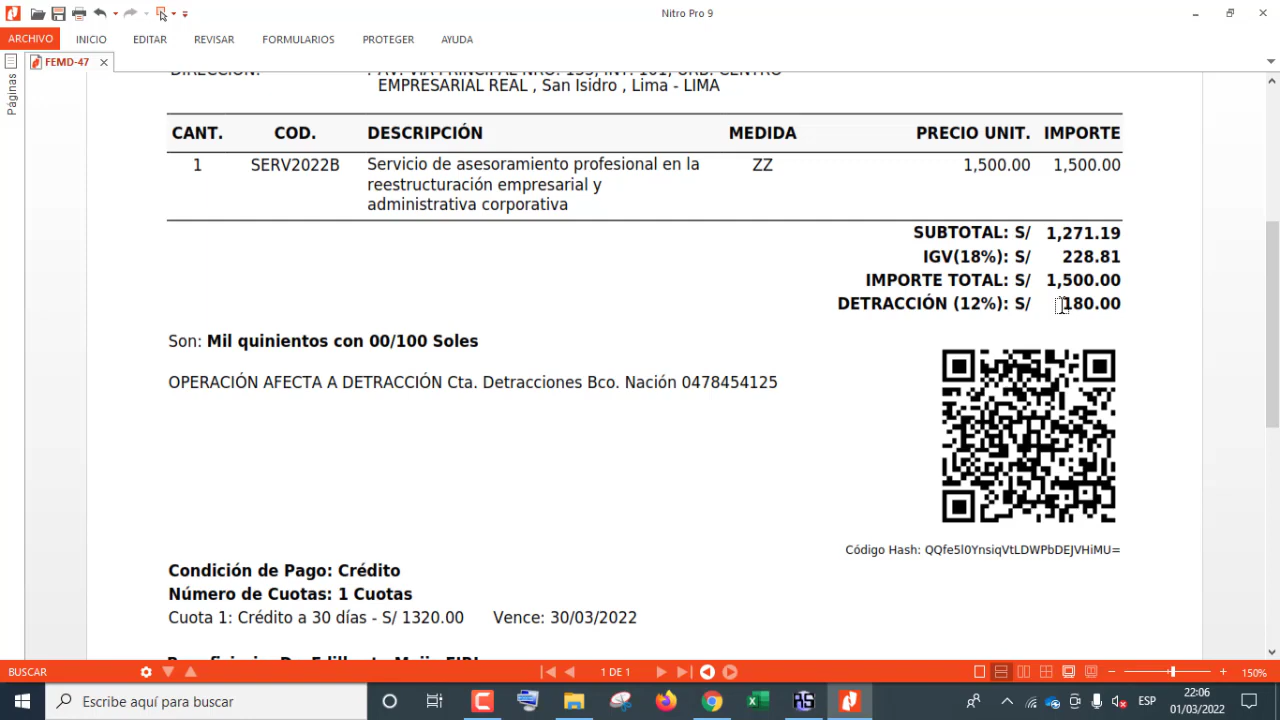 Nitro Pro 9
ARCHIVO INICIO EDITAR REVISAR FORMULARIOS PROTEGER AYUDA
FEMD-47
Páginas
EMPRESARIAL REAL , San Isidro , Lima - LIMA
CANT. COD. DESCRIPCIÓN MEDIDA PRECIO UNIT. IMPORTE
1 SERV2022B Servicio de asesoramiento profesional en la ZZ 1,500.00 1,500.00
reestructuración empresarial y
administrativa corporativa
SUBTOTAL: S/ 1,271.19
IGV(18%): S/ 228.81
IMPORTE TOTAL: S/ 1,500.00
DETRACCIÓN (12%): S/ 180.00
Son: Mil quinientos con 00/100 Soles
OPERACIÓN AFECTA A DETRACCIÓN Cta. Detracciones Bco. Nación 0478454125
Código Hash: QQfe5l0YnsiqVtLDWPbDEJVHiMU=
Condición de Pago: Crédito
Número de Cuotas: 1 Cuotas
Cuota 1: Crédito a 30 días - S/ 1320.00 Vence: 30/03/2022
BUSCAR 1 DE 1 150%
Escribe aquí para buscar ESP 22:06
01/03/2022